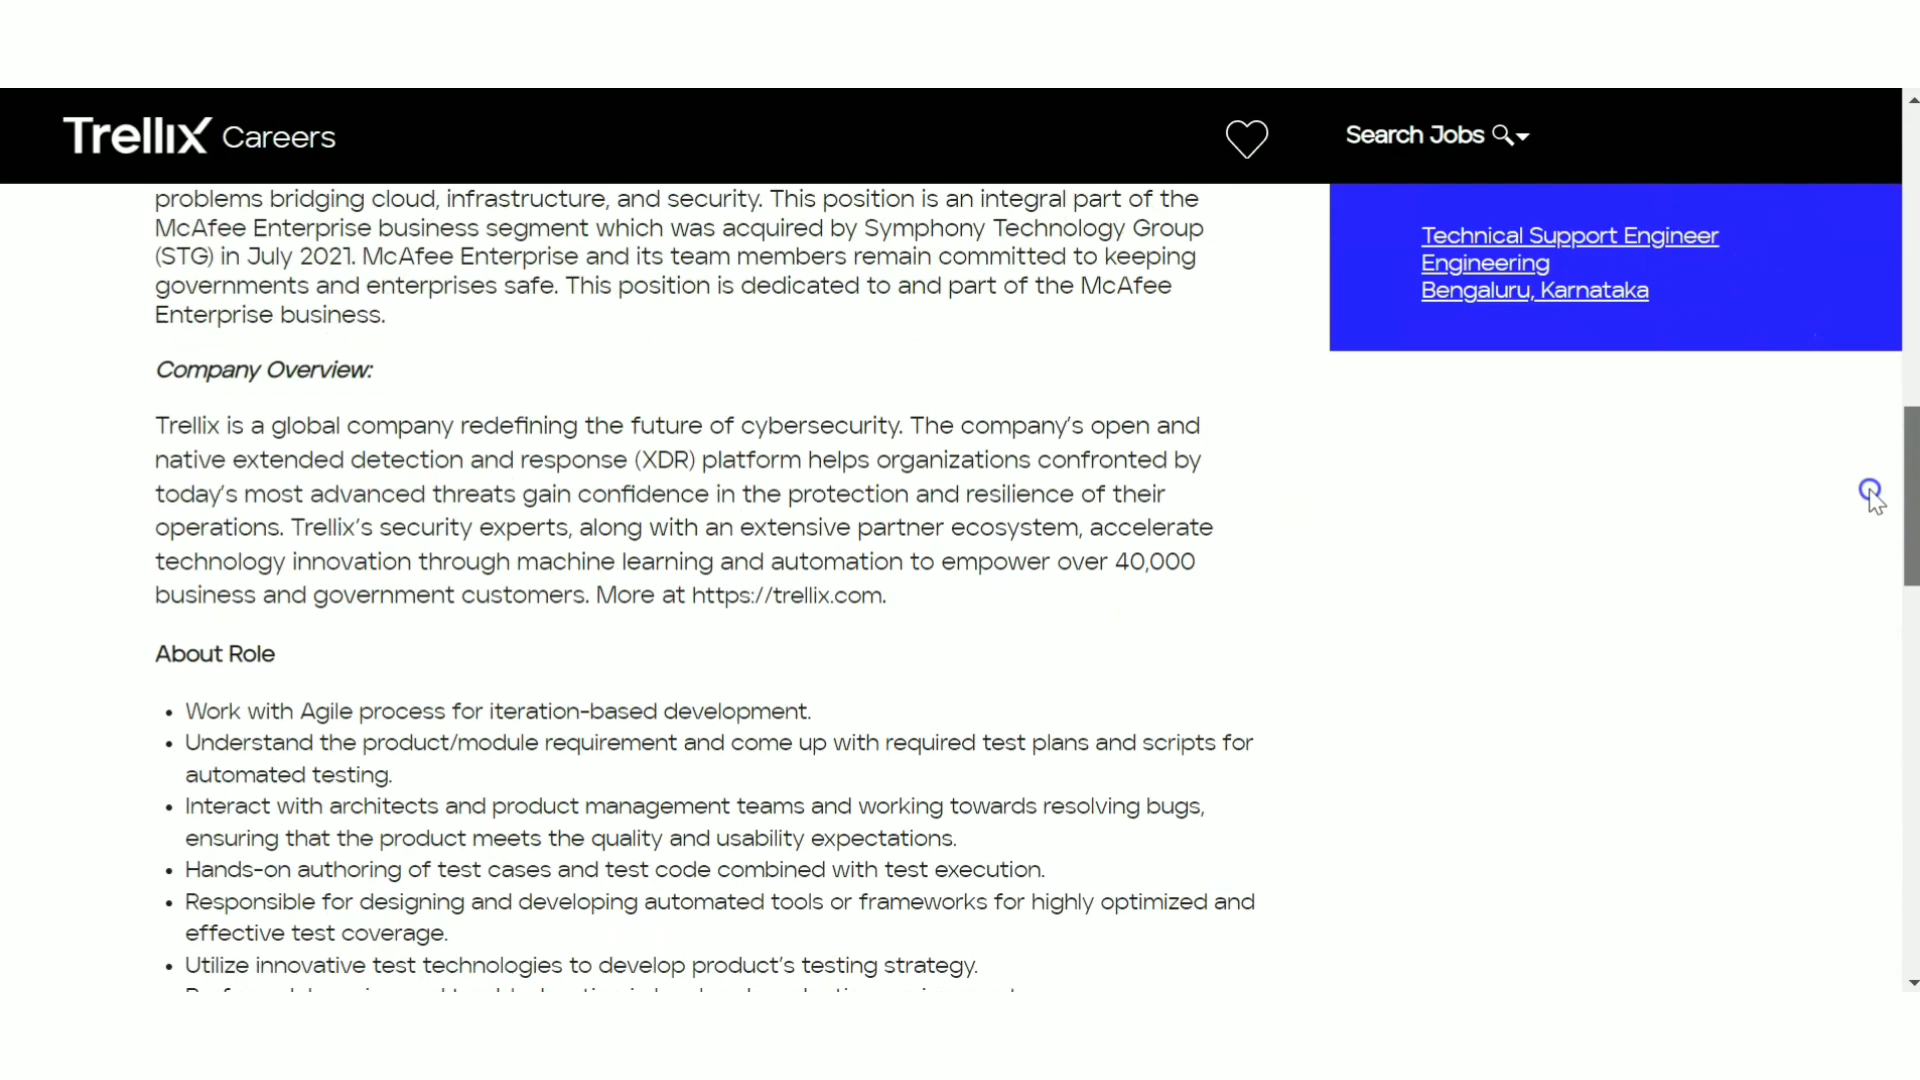 Trellix Careers
Search Jobs
problems bridging cloud, infrastructure, and security. This position is an integral part of the
McAfee Enterprise business segment which was acquired by Symphony Technology Group
(STG) in July 2021. McAfee Enterprise and its team members remain committed to keeping
governments and enterprises safe. This position is dedicated to and part of the McAfee
Enterprise business.
Technical Support Engineer
Engineering
Bengaluru, Karnataka
Company Overview:
Trellix is a global company redefining the future of cybersecurity. The company's open and
native extended detection and response (XDR) platform helps organizations confronted by
today's most advanced threats gain confidence in the protection and resilience of their
operations. Trellix's security experts, along with an extensive partner ecosystem, accelerate
technology innovation through machine learning and automation to empower over 40,000
business and government customers. More at https://trellix.com.
About Role
• Work with Agile process for iteration-based development.
• Understand the product/module requirement and come up with required test plans and scripts for
automated testing.
• Interact with architects and product management teams and working towards resolving bugs,
ensuring that the product meets the quality and usability expectations.
• Hands-on authoring of test cases and test code combined with test execution.
• Responsible for designing and developing automated tools or frameworks for highly optimized and
effective test coverage.
• Utilize innovative test technologies to develop product's testing strategy.